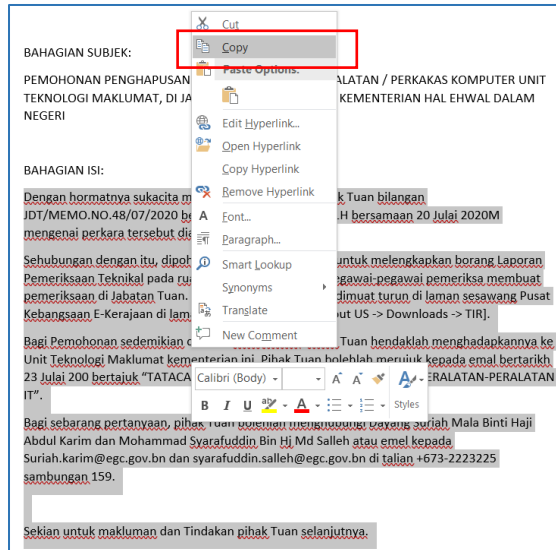 Cut
BAHAGIAN SUBJEK:
Copy
Paste Options:
PEMOHONAN PENGHAPUSAN ALATAN / PERKAKAS KOMPUTER UNIT
TEKNOLOGI MAKLUMAT, DI JA KEMENTERIAN HAL EHWAL DALAM
NEGERI
Edit Hyperlink...
Open Hyperlink
Copy Hyperlink
Remove Hyperlink
Font...
Paragraph...
Smart Lookup
Synonyms
Translate
New Comment
BAHAGIAN ISI:
Dengan hormatnya sukacita m k Tuan bilangan
JDT/MEMO.NO.48/07/2020 be H bersamaan 20 Julai 2020M
mengenai perkara tersebut dia
Sehubungan dengan itu, dipoh untuk melengkapkan borang Laporan
Pemeriksaan Teknikal pada rua egawai-pegawai pemeriksa membuat
pemeriksaan di Jabatan Tuan. dimuat turun di laman sesawang Pusat
Kebangsaan E-Kerajaan di lam out US -> Downloads -> TIR].
Bagi Pemohonan sedemikian d Tuan hendaklah menghadapkannya ke
Unit Teknologi Maklumat kementerian ini. Pihak Tuan bolehlah merujuk kepada emal bertarikh
23 Julai 200 bertajuk “TATACA ERALATAN-PERALATAN
IT”.
Calibri (Body)
A A A
B I U ab A Styles
Bagi sebarang pertanyaan, pihak Tuan bolehlah menghubungi Dayang Suriah Mala Binti Haji
Abdul Karim dan Mohammad Syarafuddin Bin Hj Md Salleh atau emel kepada
Suriah.karim@egc.gov.bn dan syarafuddin.salleh@egc.gov.bn di talian +673-2223225
sambungan 159.
Sekian untuk makluman dan Tindakan pihak Tuan selanjutnya.